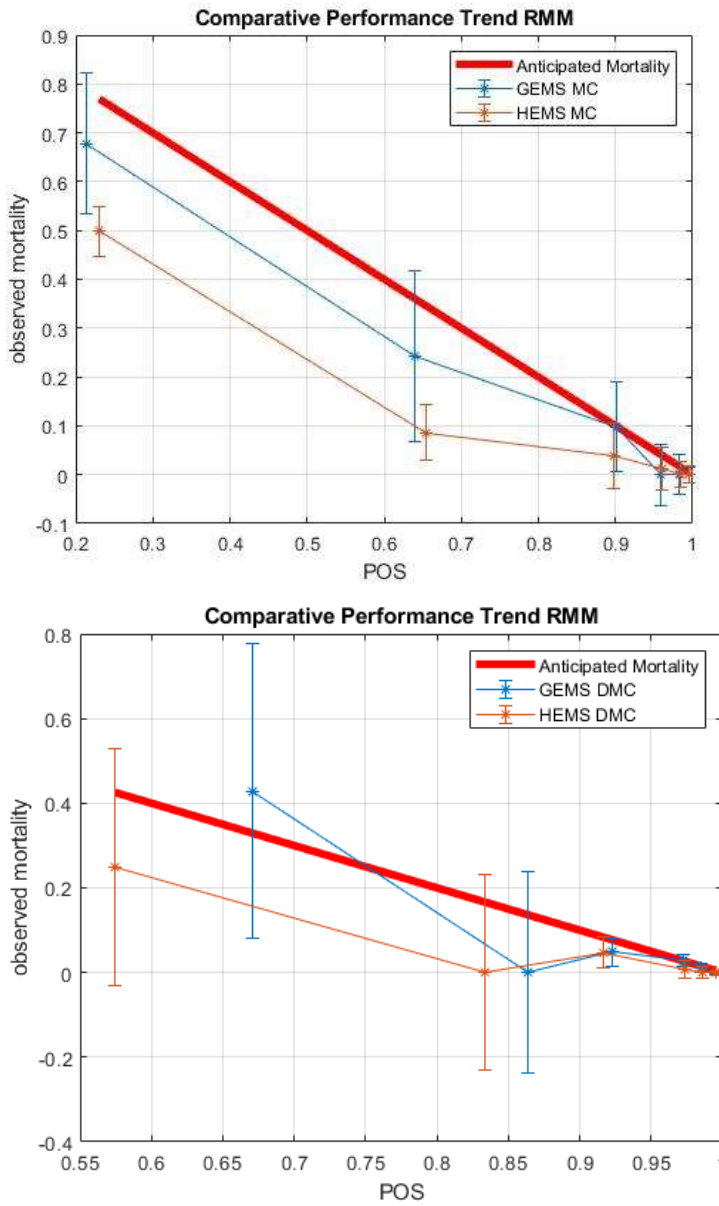 Comparative Performance Trend RMM
0.9
0.8
0.7
0.6
0.5
0.4
0.3
0.2
0.1
0
-0.1
observed mortality
Anticipated Mortality
GEMS MC
HEMS MC
0.2 0.3 0.4 0.5 0.6 0.7 0.8 0.9 1
POS
Comparative Performance Trend RMM
0.8
0.6
0.4
0.2
0
-0.2
-0.4
observed mortality
Anticipated Mortality
GEMS DMC
HEMS DMC
0.55 0.6 0.65 0.7 0.75 0.8 0.85 0.9 0.95
POS